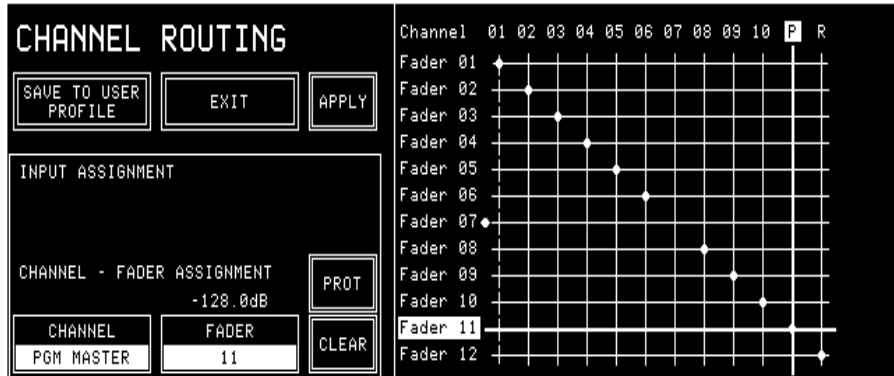 CHANNEL ROUTING
SAVE TO USER
PROFILE
EXIT
APPLY
INPUT ASSIGNMENT
CHANNEL - FADER ASSIGNMENT
-128.0dB
PROT
CHANNEL
PGM MASTER
FADER
11
CLEAR
Channel 01 02 03 04 05 06 07 08 09 10 P R
Fader 01
Fader 02
Fader 03
Fader 04
Fader 05
Fader 06
Fader 07
Fader 08
Fader 09
Fader 10
Fader 11
Fader 12